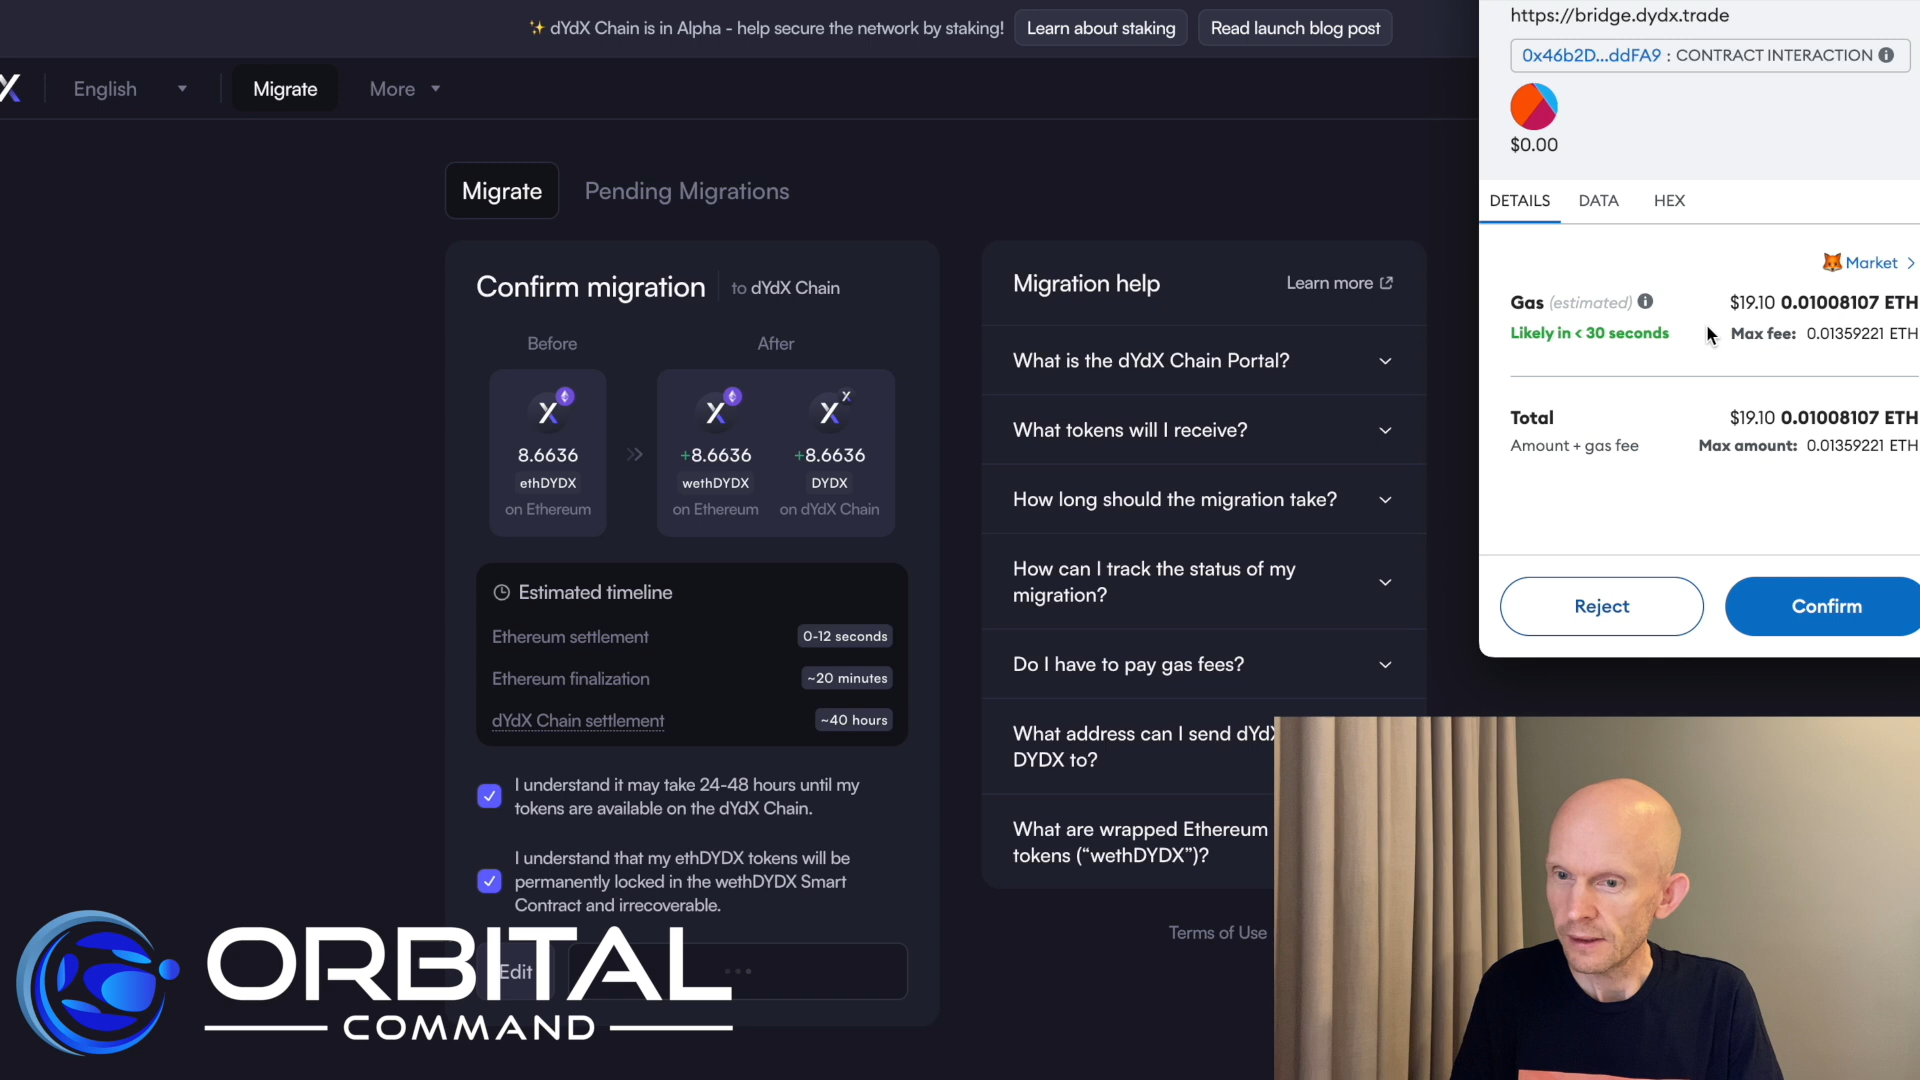 ✨ dYdX Chain is in Alpha - help secure the network by staking! Learn about staking Read launch blog post
X English Migrate More
Migrate Pending Migrations
Confirm migration to dYdX Chain
Before After
8.6636 +8.6636 +8.6636
ethDYDX wethDYDX DYDX
on Ethereum on Ethereum on dYdX Chain
Estimated timeline
Ethereum settlement 0-12 seconds
Ethereum finalization ~20 minutes
dYdX Chain settlement ~40 hours
I understand it may take 24-48 hours until my
tokens are available on the dYdX Chain.
I understand that my ethDYDX tokens will be
permanently locked in the wethDYDX Smart
Contract and irrecoverable.
Edit
Migration help Learn more
What is the dYdX Chain Portal?
What tokens will I receive?
How long should the migration take?
How can I track the status of my
migration?
Do I have to pay gas fees?
What address can I send dYdX
DYDX to?
What are wrapped Ethereum
tokens (“wethDYDX”)?
Terms of Use
https://bridge.dydx.trade
0x46b2D...ddFA9 : CONTRACT INTERACTION
$0.00
DETAILS DATA HEX
Market >
Gas (estimated) $19.10 0.01008107 ETH
Likely in < 30 seconds Max fee: 0.01359221 ETH
Total $19.10 0.01008107 ETH
Amount + gas fee Max amount: 0.01359221 ETH
Reject Confirm
ORBITAL
COMMAND